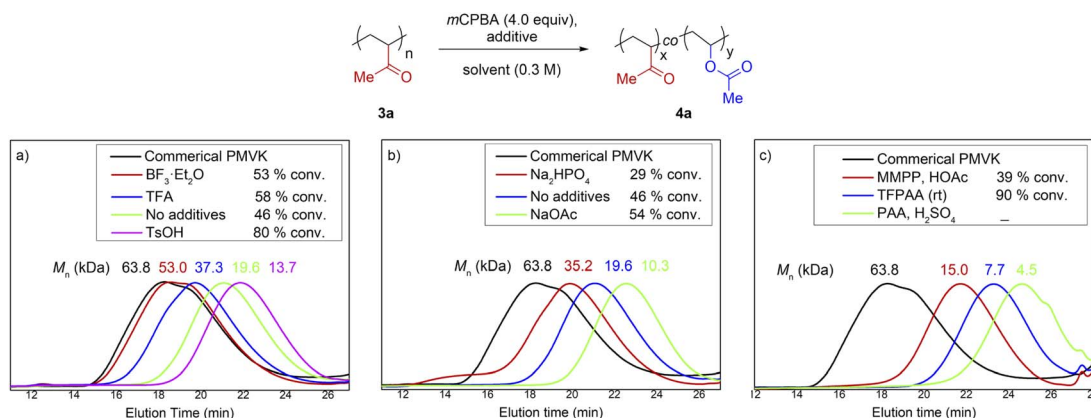 mCPBA (4.0 equiv),
additive
solvent (0.3 M)
n
Me
O
3a
co
x
y
Me
O
O
O
Me
4a
a)
Commerical PMVK
BF₃·Et₂O 53 % conv.
TFA 58 % conv.
No additives 46 % conv.
TsOH 80 % conv.
Mₙ (kDa) 63.8 53.0 37.3 19.6 13.7
12 14 16 18 20 22 24 26
Elution Time (min)
b)
Commerical PMVK
Na₂HPO₄ 29 % conv.
No additives 46 % conv.
NaOAc 54 % conv.
Mₙ (kDa) 63.8 35.2 19.6 10.3
12 14 16 18 20 22 24 26
Elution Time (min)
c)
Commerical PMVK
MMPP, HOAc 39 % conv.
TFPAA (rt) 90 % conv.
PAA, H₂SO₄ _
Mₙ (kDa) 63.8 15.0 7.7 4.5
12 14 16 18 20 22 24 26 28
Elution time (min)